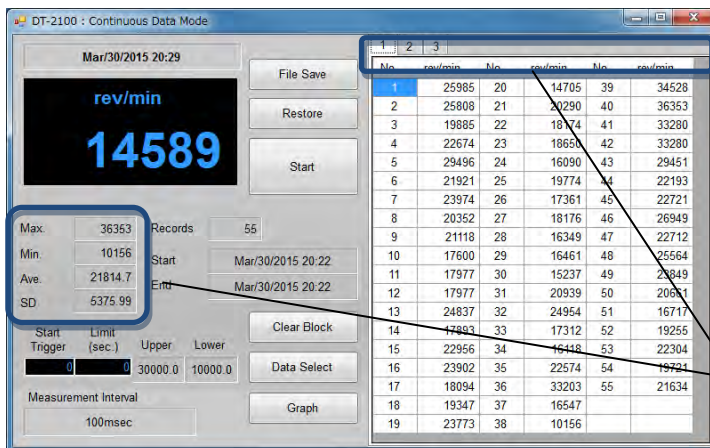 DT-2100 : Continuous Data Mode
Mar/30/2015 20:29
rev/min
14589
File Save
Restore
Start
Max. 36353
Min. 10156
Ave. 21814.7
SD 5375.99
Records 55
Start Mar/30/2015 20:22
End Mar/30/2015 20:22
Start Trigger Limit (sec.) Upper Lower
0 0 30000.0 10000.0
Measurement Interval
100msec
Clear Block
Data Select
Graph
1 2 3
No. rev/min No. rev/min No. rev/min
1 25985 20 14705 39 34528
2 25808 21 20290 40 36353
3 19885 22 18174 41 33280
4 22674 23 18650 42 33280
5 29496 24 16090 43 29451
6 21921 25 19774 44 22193
7 23974 26 17361 45 22721
8 20352 27 18176 46 26949
9 21118 28 16349 47 22712
10 17600 29 16461 48 25564
11 17977 30 15237 49 23849
12 17977 31 20939 50 20661
13 24837 32 24954 51 16717
14 17893 33 17312 52 19255
15 22956 34 16118 53 22304
16 23902 35 22574 54 19721
17 18094 36 33203 55 21634
18 19347 37 16547
19 23773 38 10156